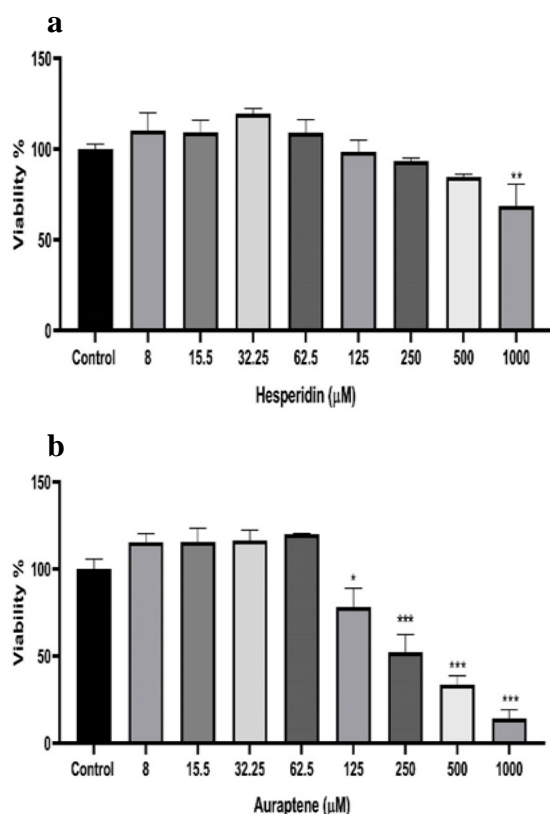 a
150
100
50
0
Viability %
**
Control 8 15.5 32.25 62.5 125 250 500 1000
Hesperidin (µM)
b
150
100
50
0
Viability %
* *** *** ***
Control 8 15.5 32.25 62.5 125 250 500 1000
Auraptene (µM)